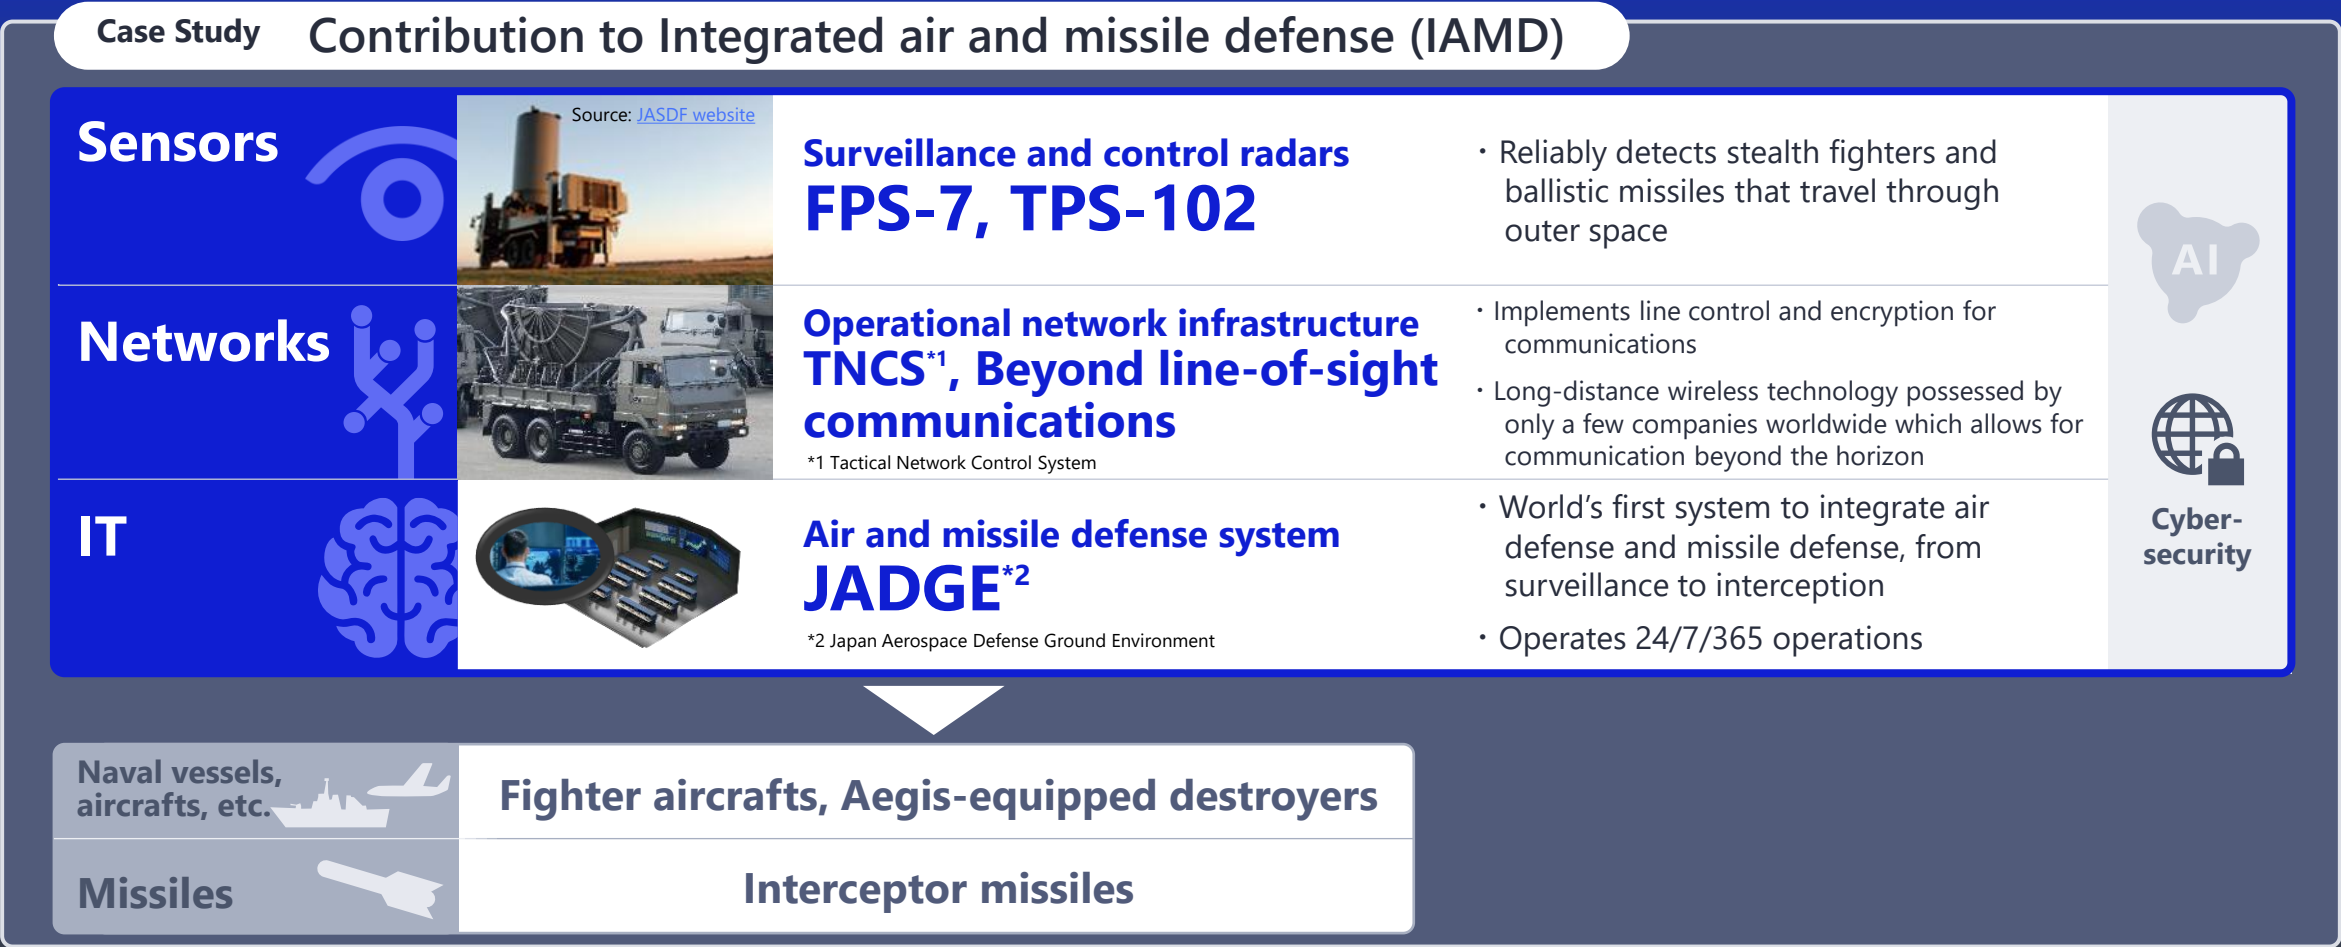 Case Study
Contribution to Integrated air and missile defense (IAMD)
Sensors
Source: JASDF website
Surveillance and control radars
FPS-7, TPS-102
・Reliably detects stealth fighters and
ballistic missiles that travel through
outer space
Networks
Operational network infrastructure
TNCS*1, Beyond line-of-sight
communications
*1 Tactical Network Control System
・Implements line control and encryption for
communications
・Long-distance wireless technology possessed by
only a few companies worldwide which allows for
communication beyond the horizon
IT
Air and missile defense system
JADGE*2
*2 Japan Aerospace Defense Ground Environment
・World’s first system to integrate air
defense and missile defense, from
surveillance to interception
・Operates 24/7/365 operations
AI
Cyber-
security
Naval vessels,
aircrafts, etc.
Fighter aircrafts, Aegis-equipped destroyers
Missiles
Interceptor missiles